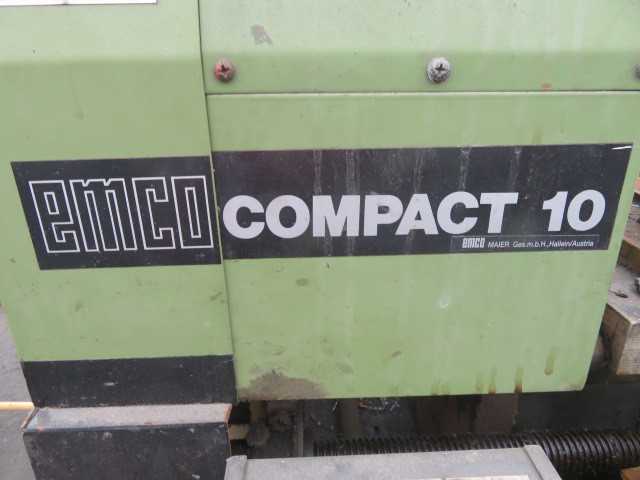 emco COMPACT 10
emco MAIER Ges.m.b.H., Hallein/Austria